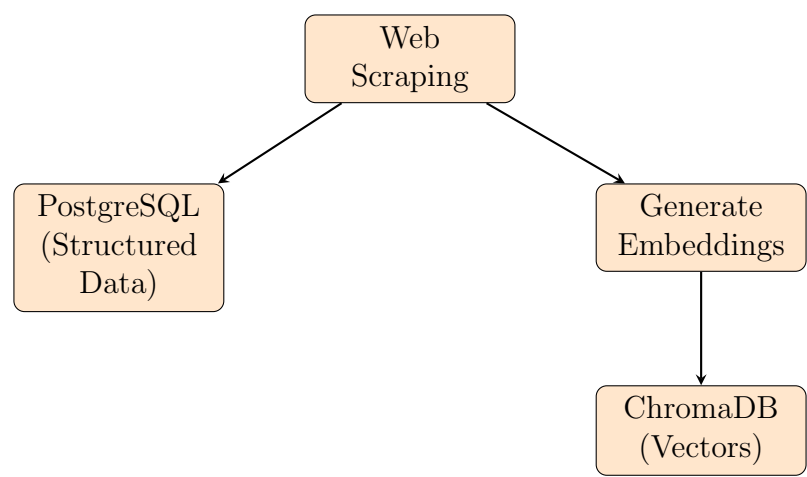 Web
Scraping
PostgreSQL
(Structured
Data)
Generate
Embeddings
ChromaDB
(Vectors)